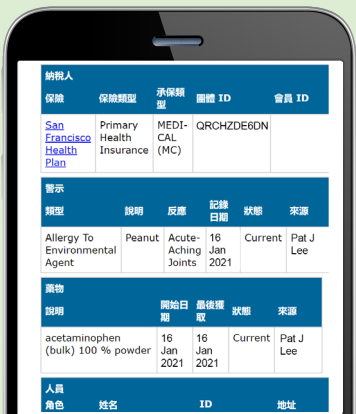 納稅人
保險 保險類型 承保類型 團體 ID 會員 ID
San Francisco Health Plan Primary Health Insurance MEDI-CAL (MC) QRCHZDE6DN
警示
類型 說明 反應 記錄日期 狀態 來源
Allergy To Environmental Agent Peanut Acute-Aching Joints 16 Jan 2021 Current Pat J Lee
藥物
說明 開始日期 最後獲取 狀態 來源
acetaminophen (bulk) 100 % powder 16 Jan 2021 16 Jan 2021 Current Pat J Lee
人員
角色 姓名 ID 地址